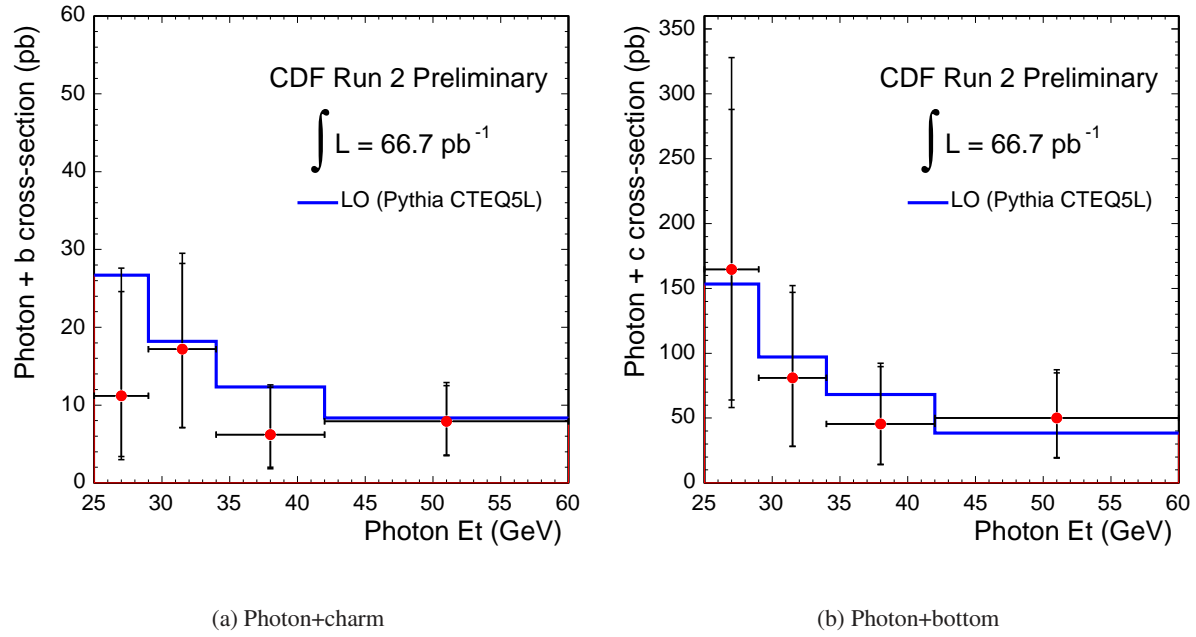 Photon + b cross-section (pb)
60
50
40
30
20
10
0
CDF Run 2 Preliminary
∫ L = 66.7 pb⁻¹
LO (Pythia CTEQ5L)
25 30 35 40 45 50 55 60
Photon Et (GeV)
(a) Photon+charm
Photon + c cross-section (pb)
350
300
250
200
150
100
50
0
CDF Run 2 Preliminary
∫ L = 66.7 pb⁻¹
LO (Pythia CTEQ5L)
25 30 35 40 45 50 55 60
Photon Et (GeV)
(b) Photon+bottom